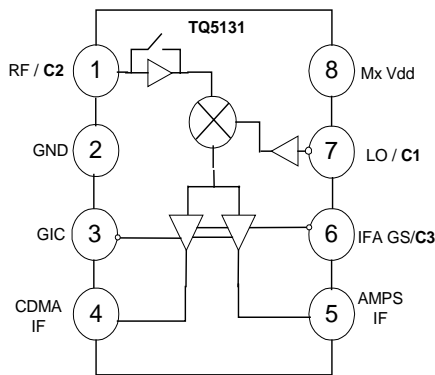 TQ5131
RF / C2
1
8
Mx Vdd
GND
2
7
LO / C1
GIC
3
6
IFA GS/C3
CDMA
IF
4
5
AMPS
IF